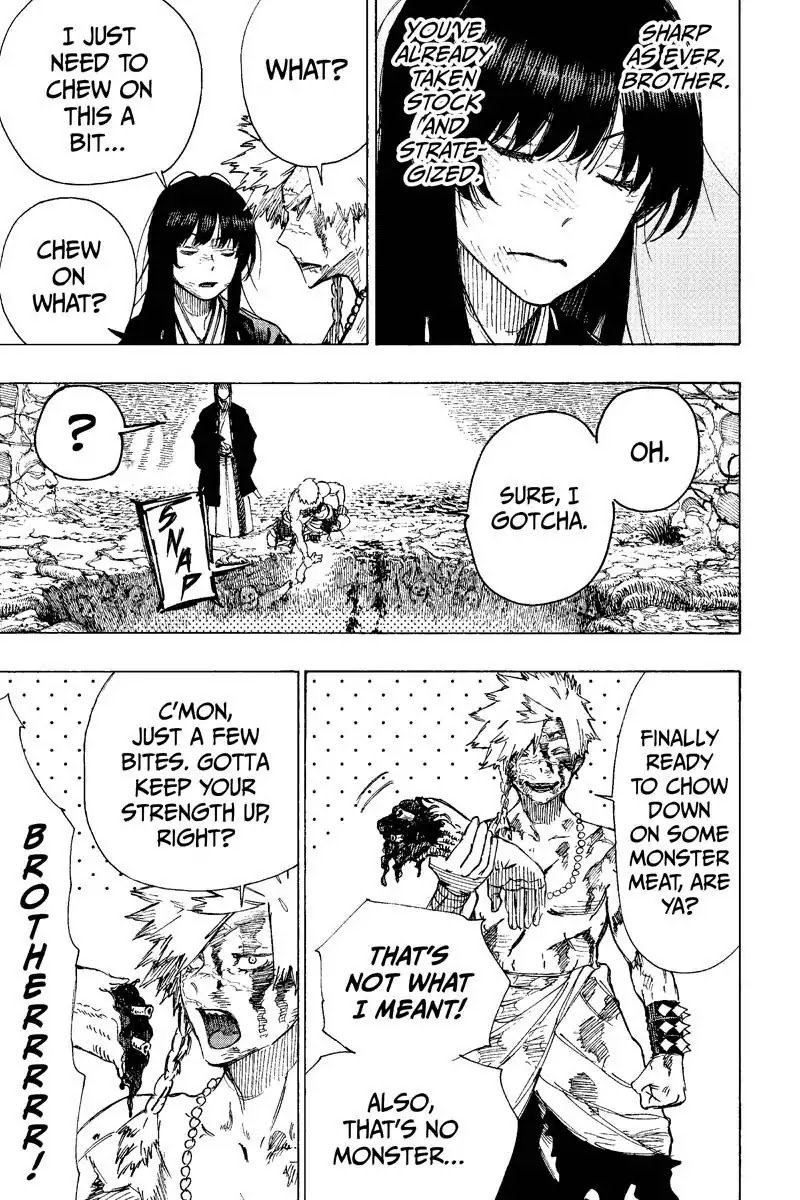 SHARP
AS EVER,
BROTHER.
YOU'VE
ALREADY
TAKEN
STOCK
AND
STRATE-
GIZED.
WHAT?
I JUST
NEED TO
CHEW ON
THIS A
BIT...
CHEW
ON
WHAT?
OH.
SURE, I
GOTCHA.
SNAP
?
FINALLY
READY
TO CHOW
DOWN
ON SOME
MONSTER
MEAT, ARE
YA?
THAT'S
NOT WHAT
I MEANT!
ALSO,
THAT'S NO
MONSTER...
C'MON,
JUST A FEW
BITES. GOTTA
KEEP YOUR
STRENGTH UP,
RIGHT?
BROTHERRRRR!